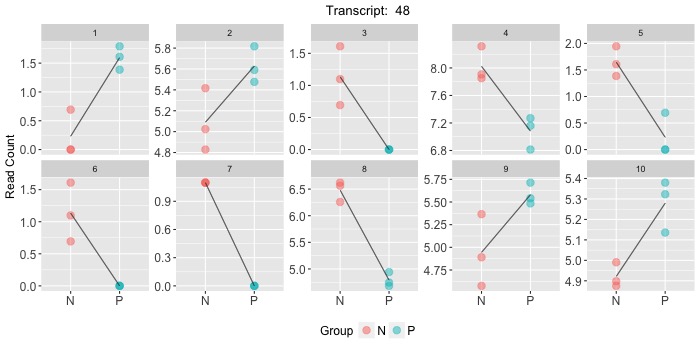 Transcript: 48
1 2 3 4 5
1.5 1.0 0.5 0.0
5.8 5.6 5.4 5.2 5.0 4.8
1.5 1.0 0.5 0.0
8.0 7.6 7.2 6.8
2.0 1.5 1.0 0.5 0.0
Read Count
6 7 8 9 10
1.5 1.0 0.5 0.0
0.9 0.6 0.3 0.0
6.5 6.0 5.5 5.0
5.75 5.50 5.25 5.00 4.75
5.4 5.3 5.2 5.1 5.0 4.9
N P N P N P N P N P
Group N P